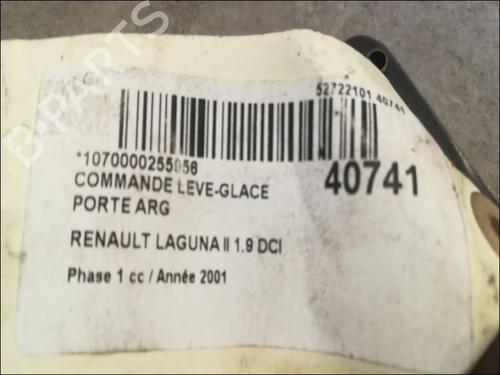 B-PARTS
52722101 40741
*1070000255956
40741
COMMANDE LEVE-GLACE
PORTE ARG
RENAULT LAGUNA II 1.9 DCI
Phase 1 cc / Année 2001